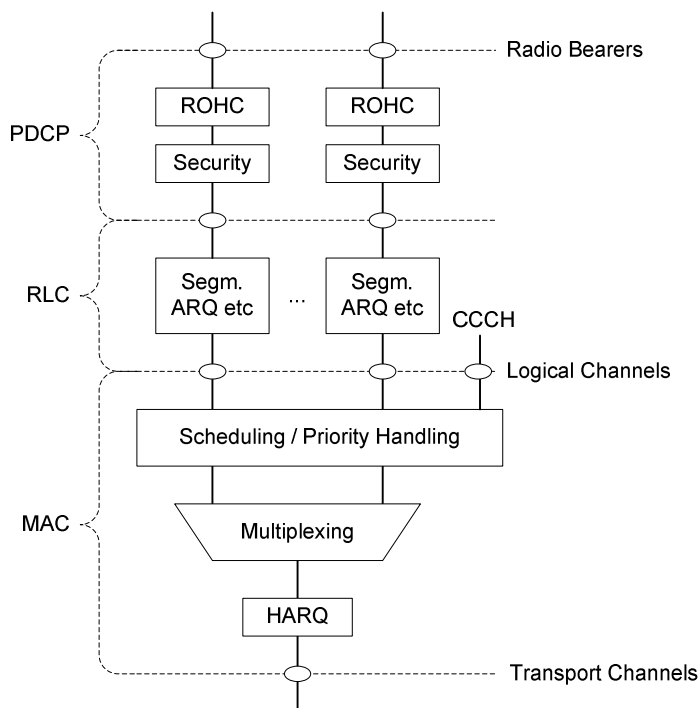 Radio Bearers
ROHC
ROHC
PDCP
Security
Security
Segm.
ARQ etc
...
Segm.
ARQ etc
RLC
CCCH
Logical Channels
Scheduling / Priority Handling
MAC
Multiplexing
HARQ
Transport Channels